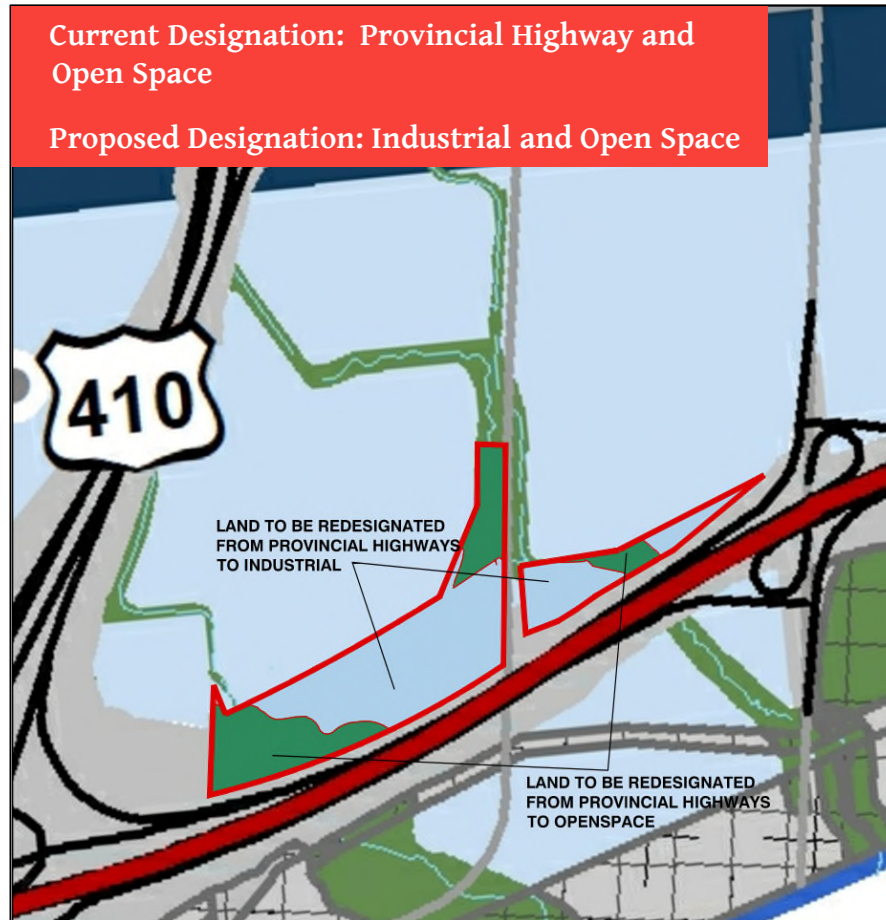 Current Designation: Provincial Highway and
Open Space
Proposed Designation: Industrial and Open Space
410
LAND TO BE REDESIGNATED
FROM PROVINCIAL HIGHWAYS
TO INDUSTRIAL
LAND TO BE REDESIGNATED
FROM PROVINCIAL HIGHWAYS
TO OPENSPACE